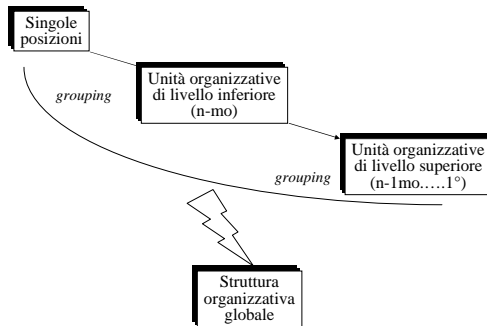 Singole
posizioni
grouping
Unità organizzative
di livello inferiore
(n-mo)
grouping
Unità organizzative
di livello superiore
(n-1mo.….1°)
Struttura
organizzativa
globale